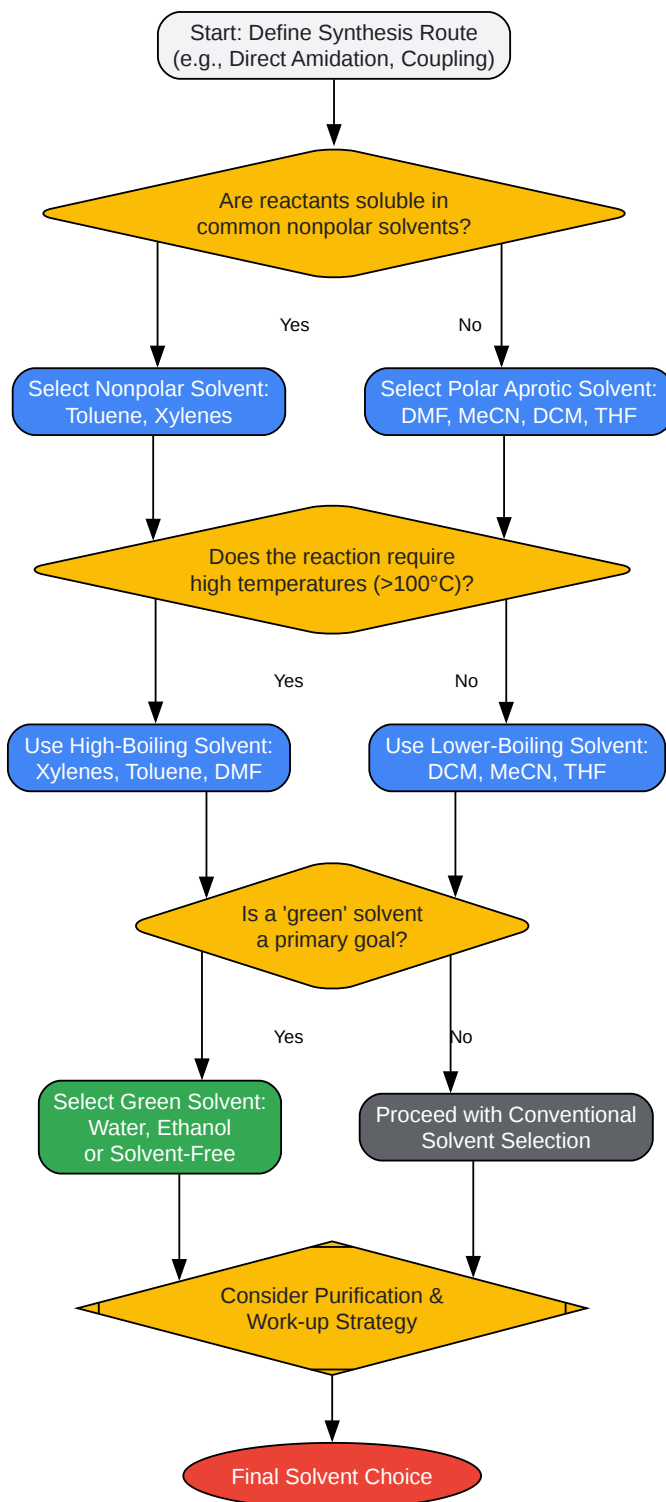 Start: Define Synthesis Route
(e.g., Direct Amidation, Coupling)
Are reactants soluble in
common nonpolar solvents?
Yes
No
Select Nonpolar Solvent:
Toluene, Xylenes
Select Polar Aprotic Solvent:
DMF, MeCN, DCM, THF
Does the reaction require
high temperatures (>100°C)?
Yes
No
Use High-Boiling Solvent:
Xylenes, Toluene, DMF
Use Lower-Boiling Solvent:
DCM, MeCN, THF
Is a 'green' solvent
a primary goal?
Yes
No
Select Green Solvent:
Water, Ethanol
or Solvent-Free
Proceed with Conventional
Solvent Selection
Consider Purification &
Work-up Strategy
Final Solvent Choice